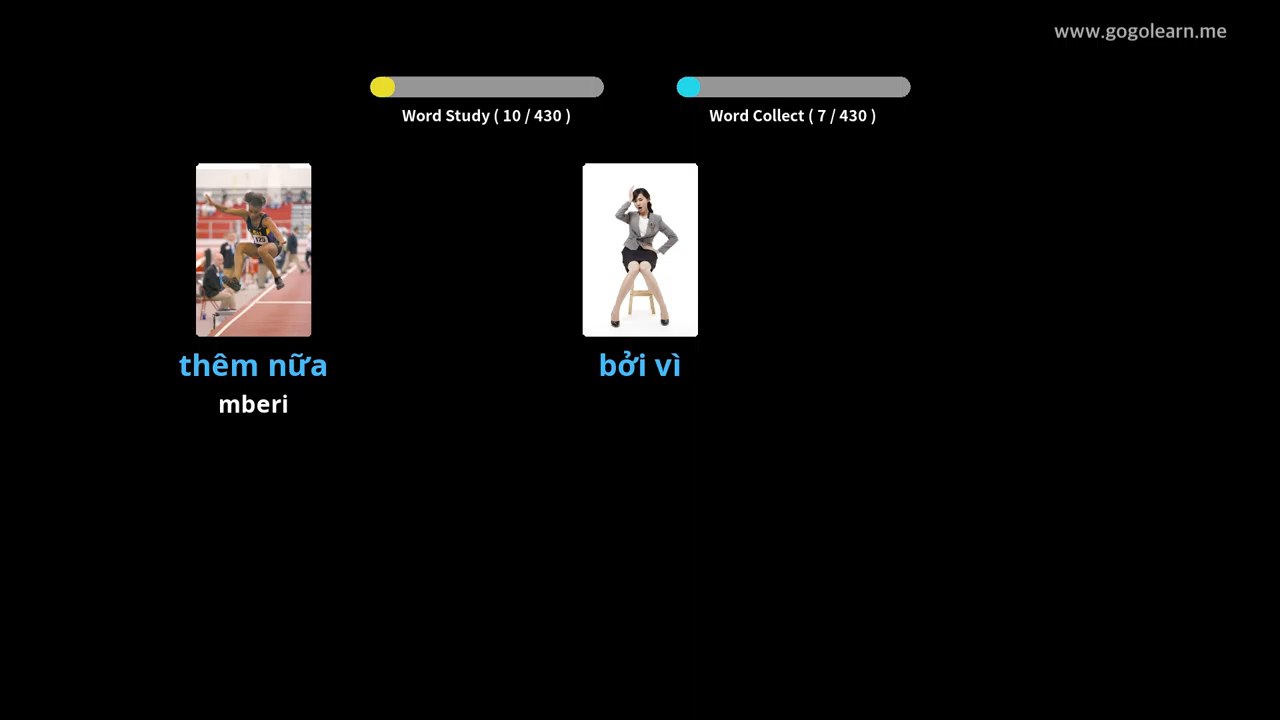 www.gogolearn.me
Word Study ( 10 / 430 )
Word Collect ( 7 / 430 )
thêm nữa
mberi
bởi vì